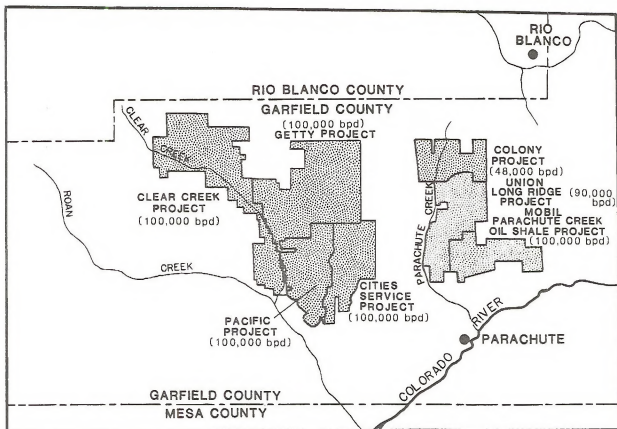 RIO
BLANCO
RIO BLANCO COUNTY
GARFIELD COUNTY
(100,000 bpd)
GETTY PROJECT
CLEAR
CREEK
COLONY
PROJECT
(48,000 bpd)
UNION
LONG RIDGE (90,000
PROJECT bpd)
MOBIL
PARACHUTE CREEK
OIL SHALE PROJECT
(100,000 bpd)
ROAN
CREEK
CLEAR CREEK
PROJECT
(100,000 bpd)
PARACHUTE CREEK
CITIES
SERVICE
PROJECT
(100,000 bpd)
PACIFIC
PROJECT
(100,000 bpd)
PARACHUTE
COLORADO RIVER
GARFIELD COUNTY
MESA COUNTY